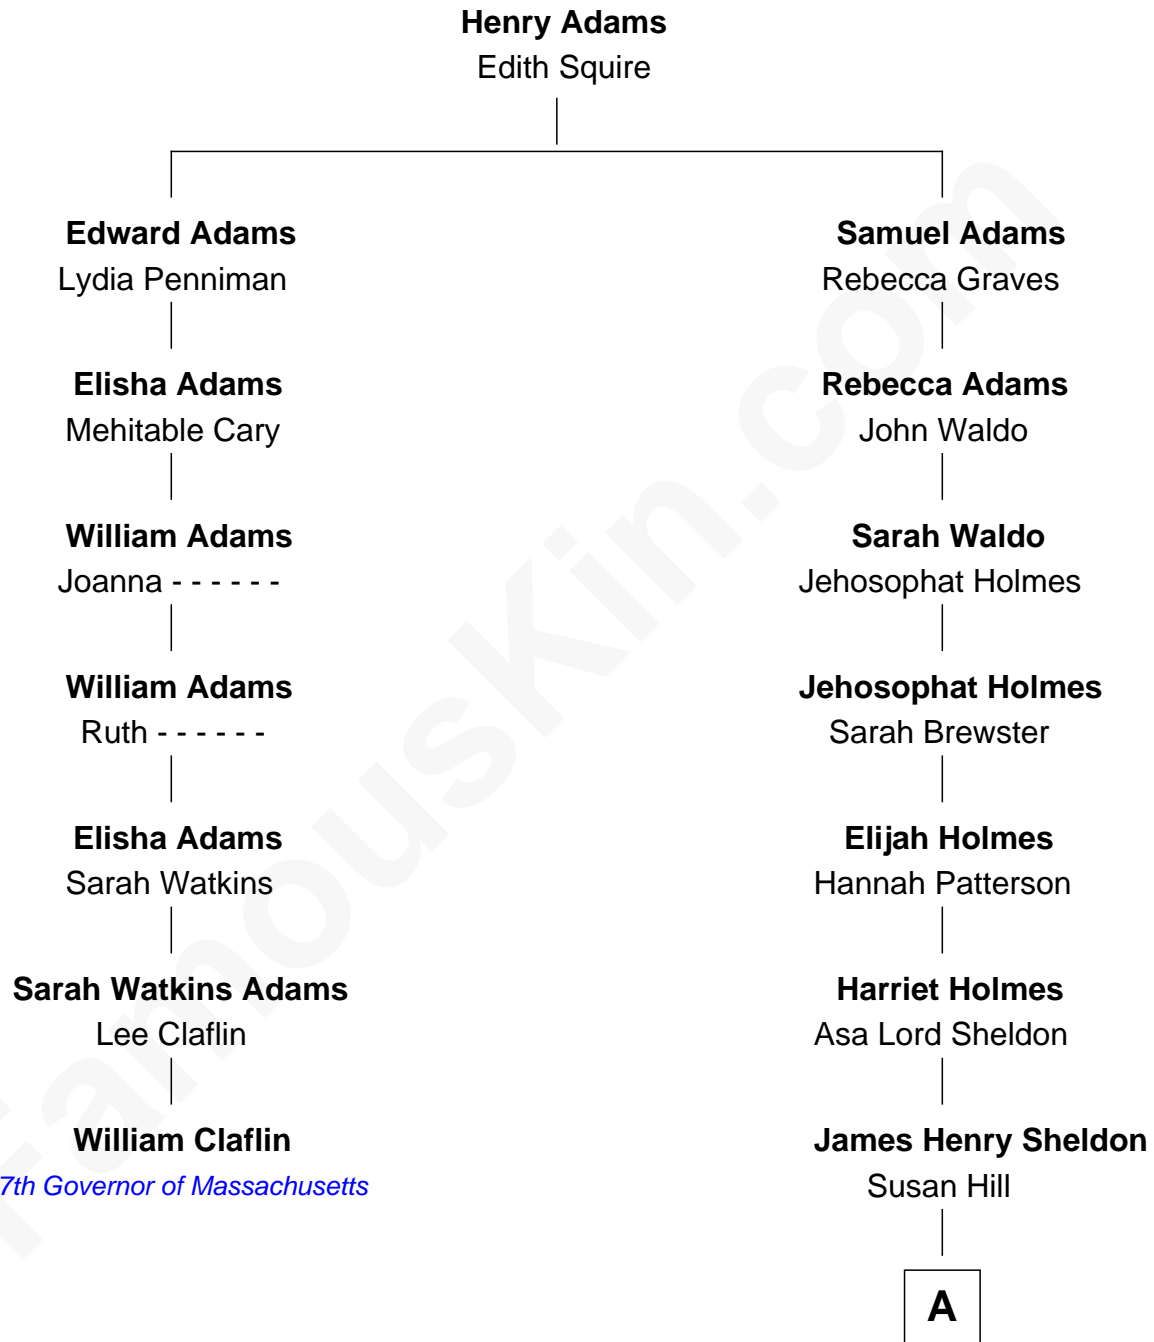 Henry Adams
Edith Squire
Edward Adams
Lydia Penniman
Samuel Adams
Rebecca Graves
Elisha Adams
Mehitable Cary
Rebecca Adams
John Waldo
William Adams
Joanna - - - - - -
Sarah Waldo
Jehosophat Holmes
William Adams
Ruth - - - - - -
Jehosophat Holmes
Sarah Brewster
Elisha Adams
Sarah Watkins
Elijah Holmes
Hannah Patterson
Sarah Watkins Adams
Lee Claflin
Harriet Holmes
Asa Lord Sheldon
William Claflin
7th Governor of Massachusetts
James Henry Sheldon
Susan Hill
A
FamousKin.com